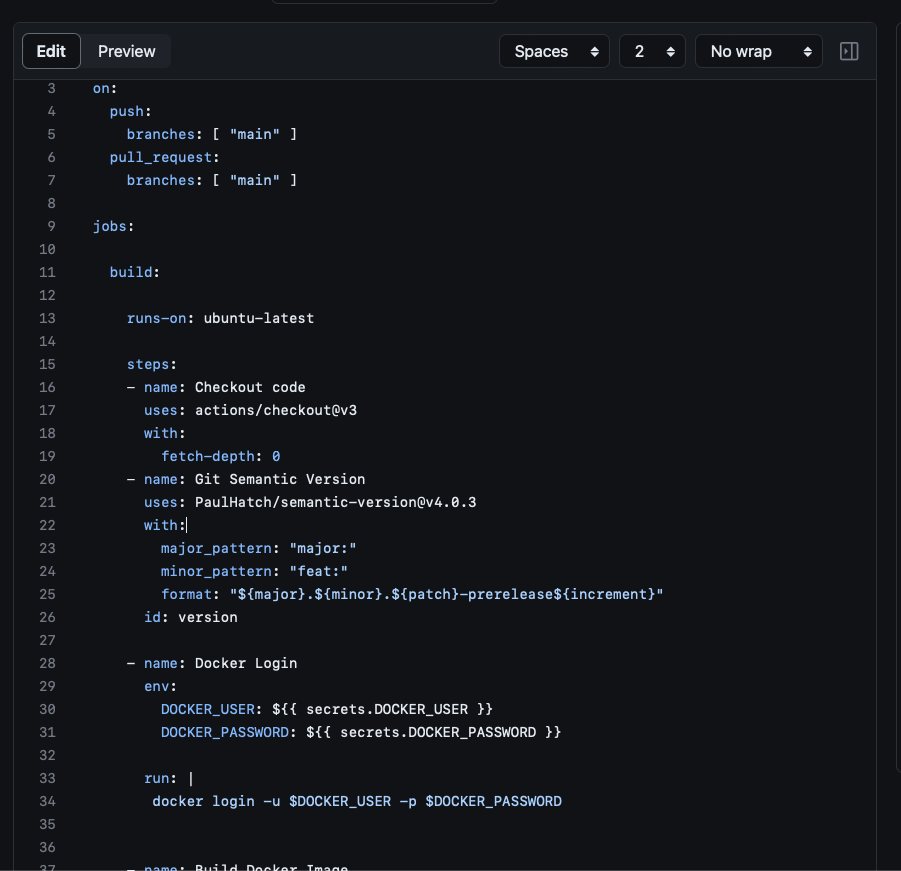 Edit Preview Spaces 2 No wrap
3 on:
4 push:
5 branches: [ "main" ]
6 pull_request:
7 branches: [ "main" ]
8
9 jobs:
10
11 build:
12
13 runs-on: ubuntu-latest
14
15 steps:
16 - name: Checkout code
17 uses: actions/checkout@v3
18 with:
19 fetch-depth: 0
20 - name: Git Semantic Version
21 uses: PaulHatch/semantic-version@v4.0.3
22 with:
23 major_pattern: "major:"
24 minor_pattern: "feat:"
25 format: "${major}.${minor}.${patch}-prerelease${increment}"
26 id: version
27
28 - name: Docker Login
29 env:
30 DOCKER_USER: ${{ secrets.DOCKER_USER }}
31 DOCKER_PASSWORD: ${{ secrets.DOCKER_PASSWORD }}
32
33 run: |
34 docker login -u $DOCKER_USER -p $DOCKER_PASSWORD
35
36
37 - name: Build Docker Image